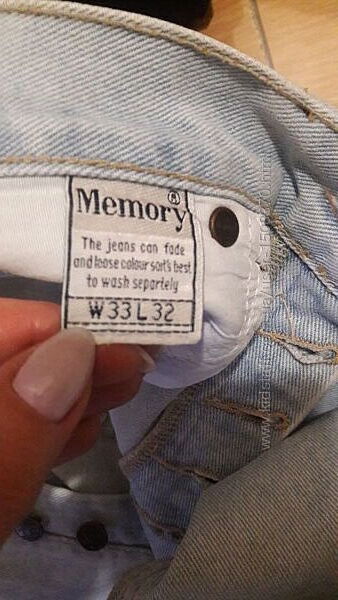 Memory®
The jeans can fade
and loose colour sort's best
to wash separtely
W33L32